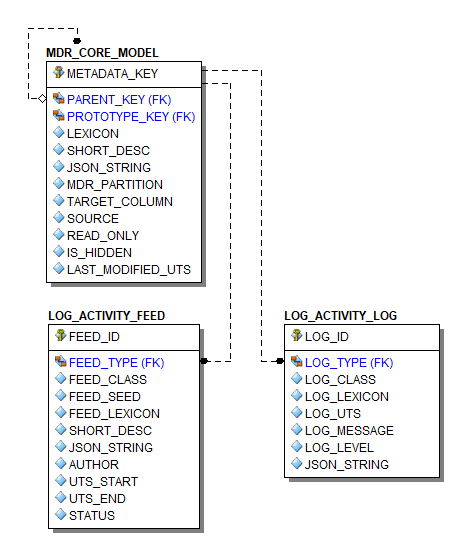 MDR_CORE_MODEL
METADATA_KEY
PARENT_KEY (FK)
PROTOTYPE_KEY (FK)
LEXICON
SHORT_DESC
JSON_STRING
MDR_PARTITION
TARGET_COLUMN
SOURCE
READ_ONLY
IS_HIDDEN
LAST_MODIFIED_UTS
LOG_ACTIVITY_FEED
FEED_ID
FEED_TYPE (FK)
FEED_CLASS
FEED_SEED
FEED_LEXICON
SHORT_DESC
JSON_STRING
AUTHOR
UTS_START
UTS_END
STATUS
LOG_ACTIVITY_LOG
LOG_ID
LOG_TYPE (FK)
LOG_CLASS
LOG_LEXICON
LOG_UTS
LOG_MESSAGE
LOG_LEVEL
JSON_STRING